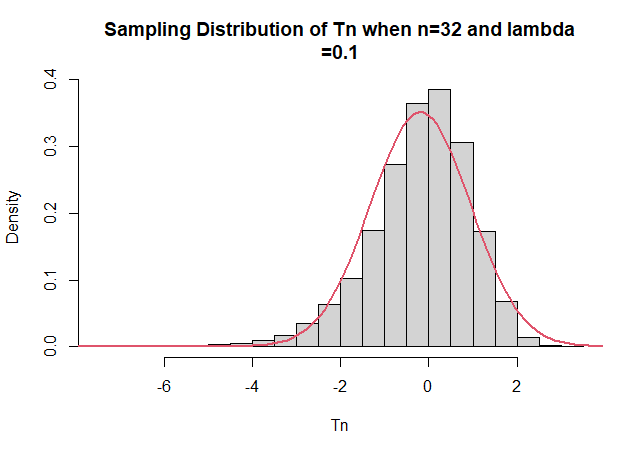 Sampling Distribution of Tn when n=32 and lambda
=0.1
Density
0.4
0.3
0.2
0.1
0.0
-6 -4 -2 0 2
Tn